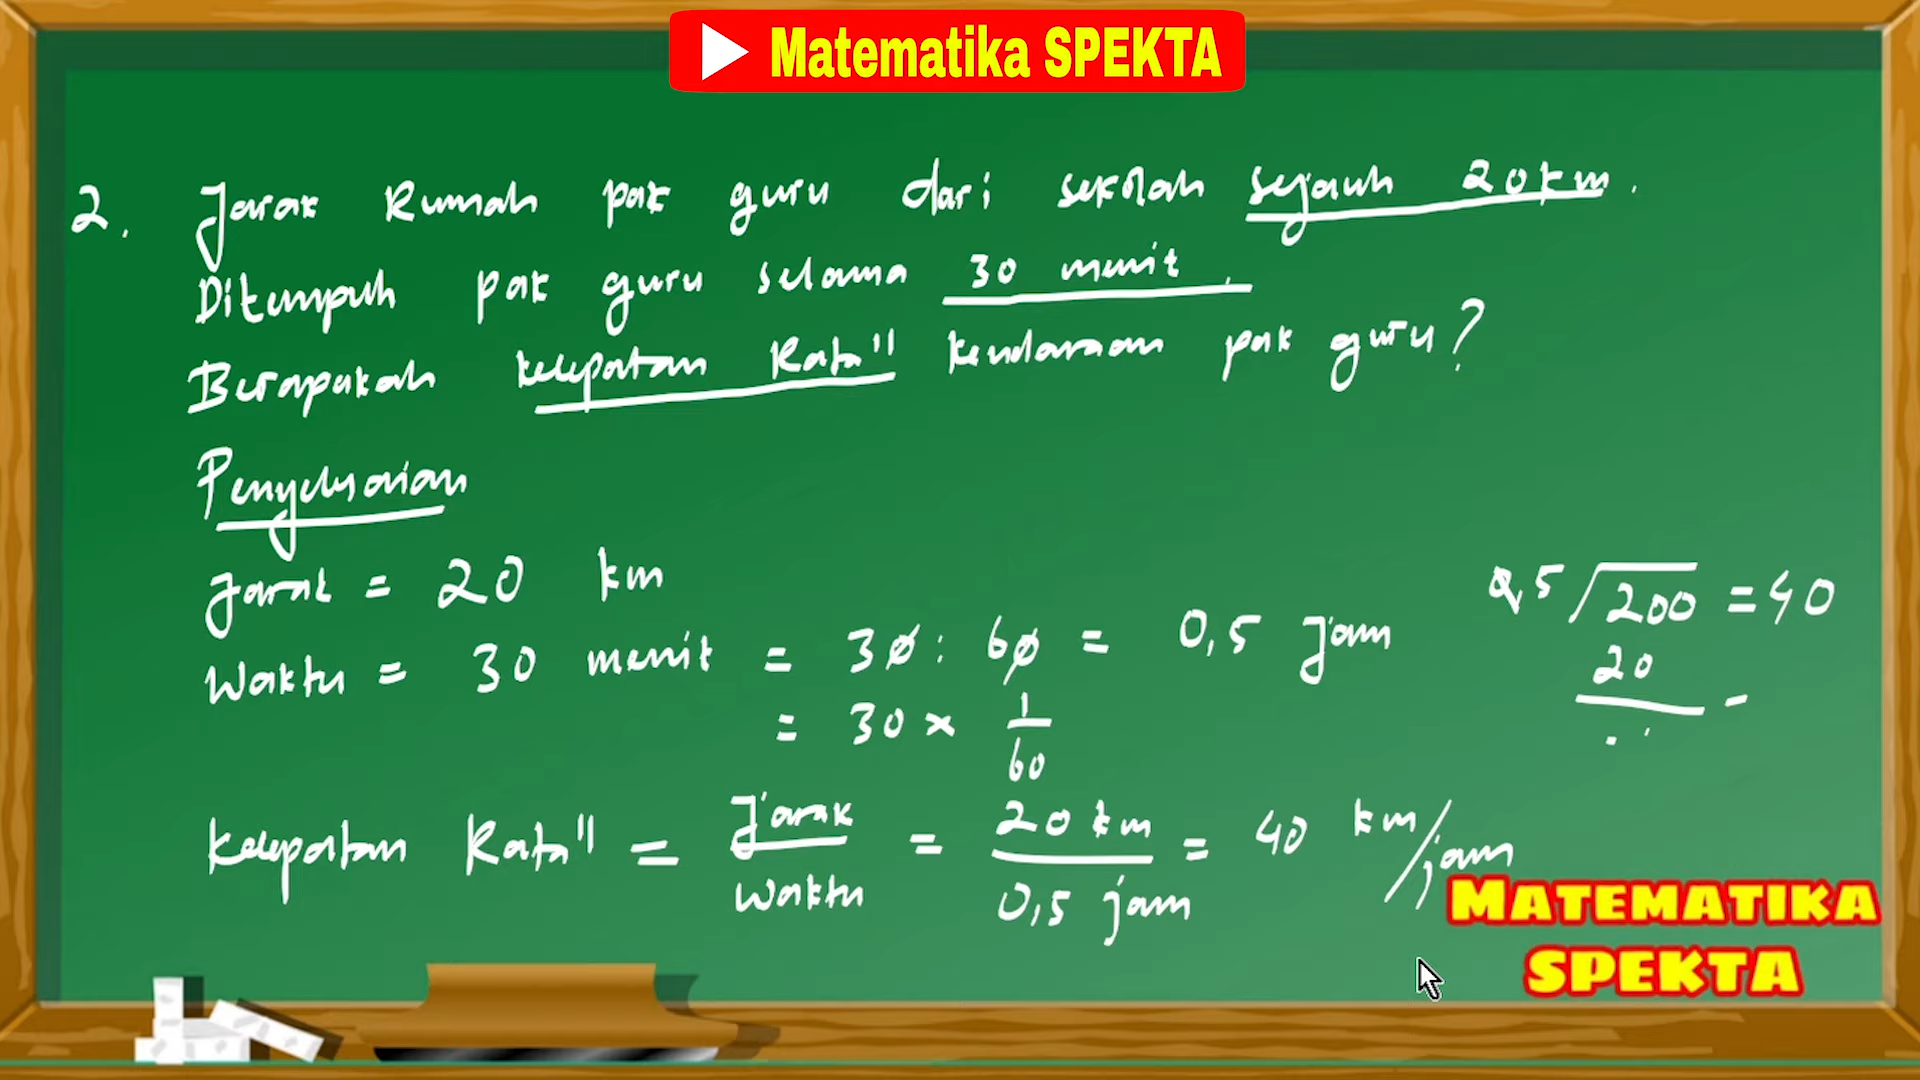 Matematika SPEKTA
2. Jarak Rumah pak guru dari sekolah sejauh 20 km.
Ditempuh pak guru selama 30 menit.
Berapakah kecepatan Rata" kendaraan pak guru?
Penyelesaian
Jarak = 20 km
Waktu = 30 menit = 30 : 60 = 0,5 jam
= 30 x 1/60
0,5 √200 = 40
20
-
Kecepatan Rata" = Jarak/Waktu = 20 km/0,5 jam = 40 km/jam
MATEMATIKA
SPEKTA